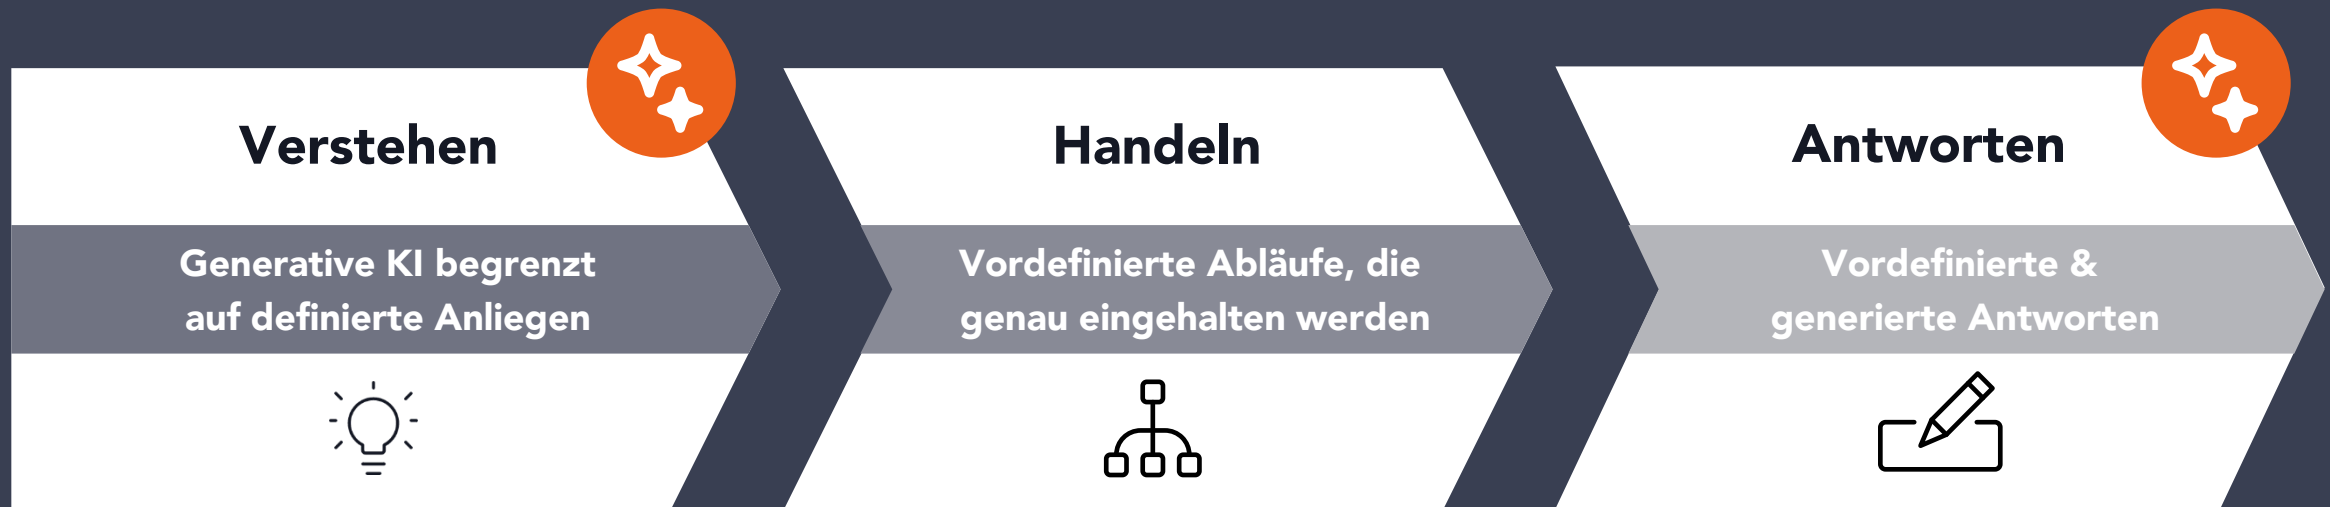 Verstehen
Generative KI begrenzt
auf definierte Anliegen
Handeln
Vordefinierte Abläufe, die
genau eingehalten werden
Antworten
Vordefinierte &
generierte Antworten